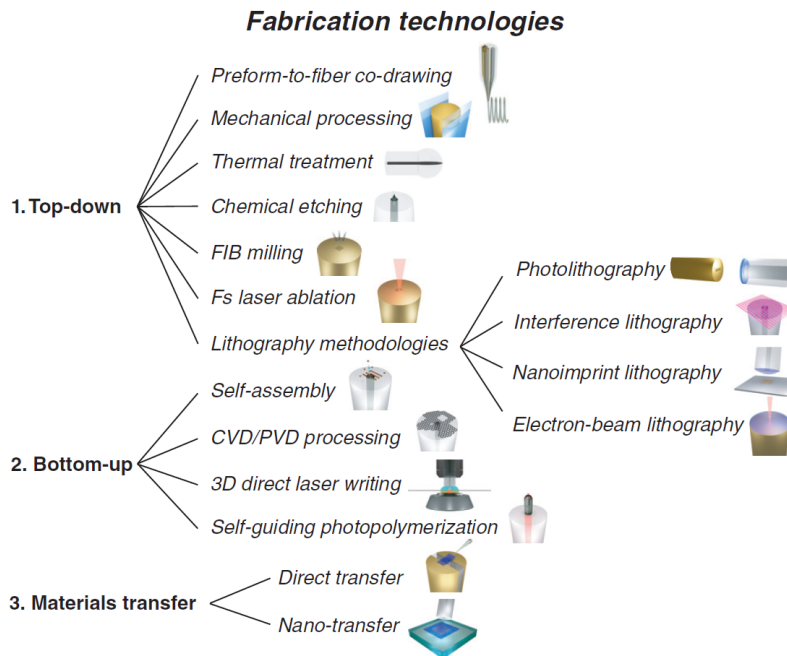 Fabrication technologies
Preform-to-fiber co-drawing
Mechanical processing
Thermal treatment
1. Top-down
Chemical etching
FIB milling
Fs laser ablation
Lithography methodologies
Photolithography
Interference lithography
Nanoimprint lithography
Electron-beam lithography
Self-assembly
CVD/PVD processing
2. Bottom-up
3D direct laser writing
Self-guiding photopolymerization
Direct transfer
3. Materials transfer
Nano-transfer